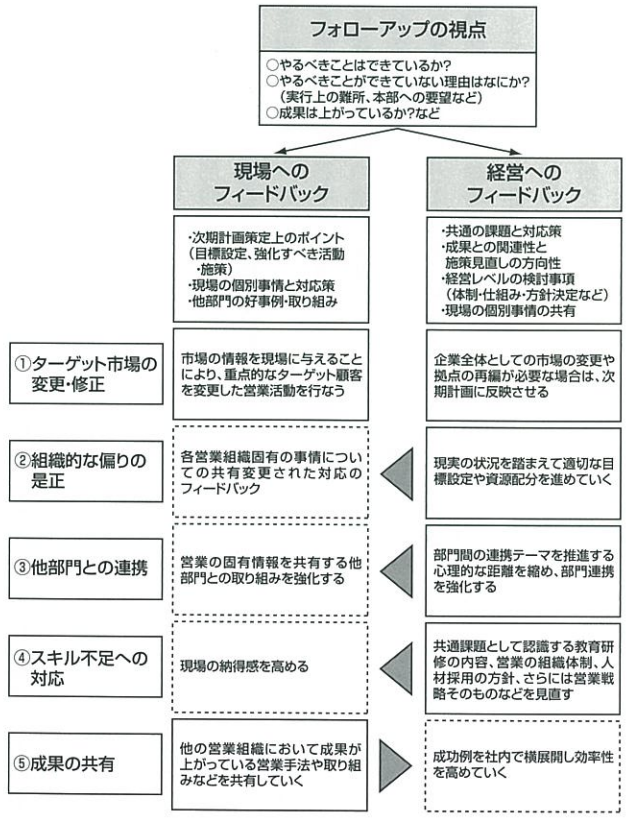 フォローアップの視点
○やるべきことはできているか?
○やるべきことができていない理由はなにか?
(実行上の難所、本部への要望など)
○成果は上がっているか?など
現場への
フィードバック
経営への
フィードバック
・次期計画策定上のポイント
(目標設定、強化すべき活動
・施策)
・現場の個別事情と対応策
・他部門の好事例・取り組み
・共通の課題と対応策
・成果との関連性と
施策見直しの方向性
・経営レベルの検討事項
(体制・仕組み・方針決定など)
・現場の個別事情の共有
①ターゲット市場の
変更・修正
市場の情報を現場に与えること
により、重点的なターゲット顧客
を変更した営業活動を行なう
企業全体としての市場の変更や
拠点の再編が必要な場合は、次
期計画に反映させる
②組織的な偏りの
是正
各営業組織固有の事情につい
ての共有変更された対応の
フィードバック
現実の状況を踏まえて適切な目
標設定や資源配分を進めていく
③他部門との連携
営業の固有情報を共有する他
部門との取り組みを強化する
部門間の連携テーマを推進する
心理的な距離を縮め、部門連携
を強化する
④スキル不足への
対応
現場の納得感を高める
共通課題として認識する教育研
修の内容、営業の組織体制、人
材採用の方針、さらには営業戦
略そのものなどを見直す
⑤成果の共有
他の営業組織において成果が
上がっている営業手法や取り組
みなどを共有していく
成功例を社内で横展開し効率性
を高めていく